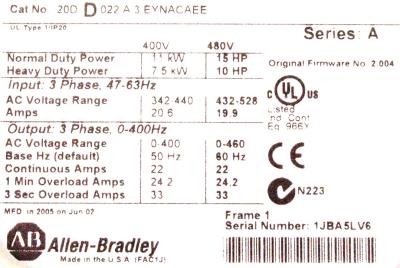 Cat No 20D D 022 A 3 EYNACAEE
UL Type 1/IP20
Series: A
400V 480V
Normal Duty Power 11 kW 15 HP
Heavy Duty Power 7.5 kW 10 HP
Original Firmware No. 2.004
Input: 3 Phase, 47-63Hz
AC Voltage Range 342-440 432-528
Amps 20.6 19.9
C UL US
Listed
Ind Cont
Eq 966Y
Output: 3 Phase, 0-400Hz
AC Voltage Range 0-400 0-460
Base Hz (default) 50 Hz 60 Hz
Continuous Amps 22 22
1 Min Overload Amps 24.2 24.2
3 Sec Overload Amps 33 33
CE
N223
MFD. in 2005 on Jun 02
Frame 1
Serial Number: 1JBA5LV6
AB Allen-Bradley
Made in the U.S.A. (FAC1J)